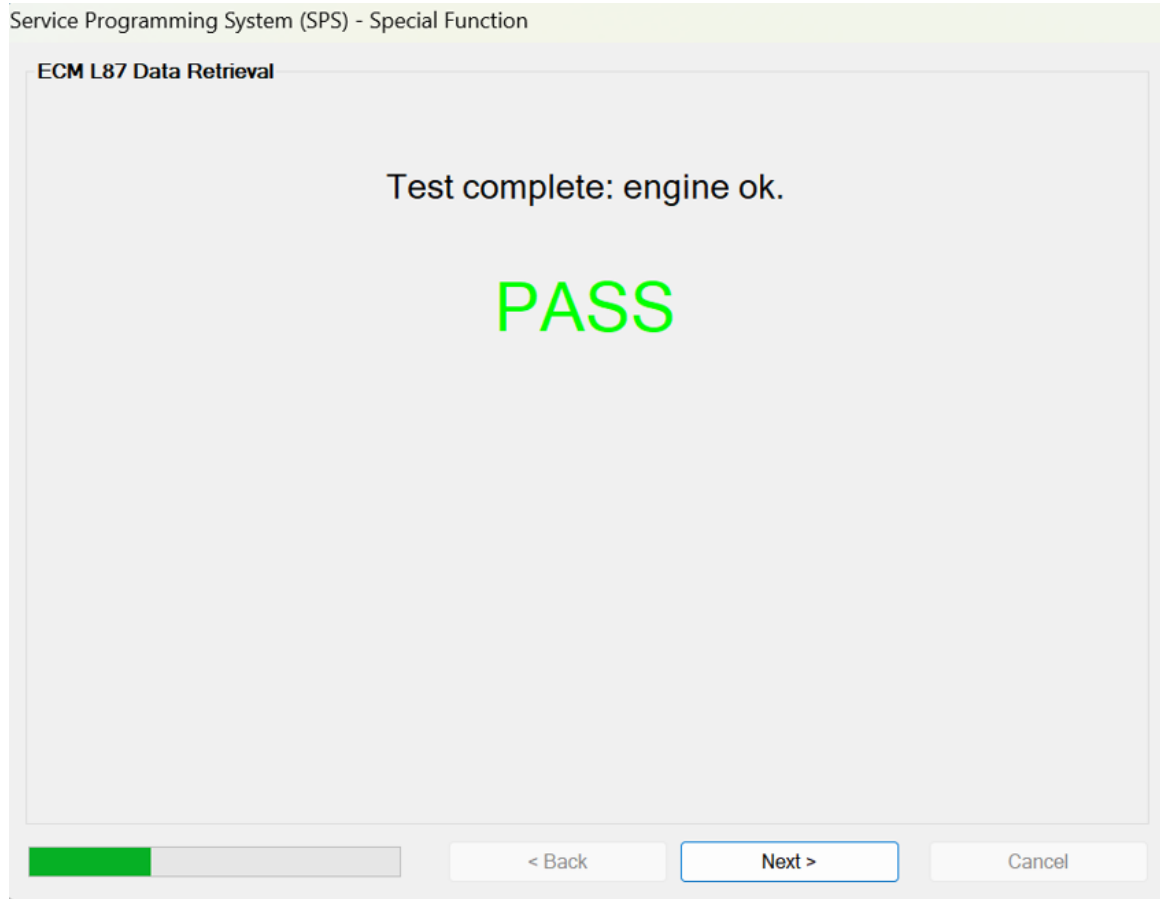 Service Programming System (SPS) - Special Function
ECM L87 Data Retrieval
Test complete: engine ok.
PASS
< Back
Next >
Cancel